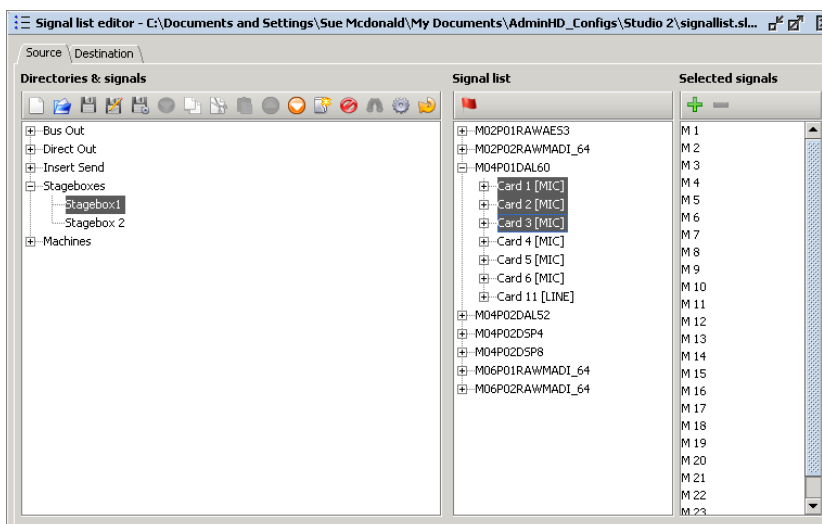 Signal list editor - C:\Documents and Settings\Sue Mcdonald\My Documents\AdminHD_Configs\Studio 2\signallist.sl...
Source
Destination
Directories & signals
Bus Out
Direct Out
Insert Send
Stageboxes
Stagebox1
Stagebox 2
Machines
Signal list
M02P01RAWAES3
M02P02RAWMADI_64
M04P01DAL60
Card 1 [MIC]
Card 2 [MIC]
Card 3 [MIC]
Card 4 [MIC]
Card 5 [MIC]
Card 6 [MIC]
Card 11 [LINE]
M04P02DAL52
M04P02DSP4
M04P02DSP8
M06P01RAWMADI_64
M06P02RAWMADI_64
Selected signals
M 1
M 2
M 3
M 4
M 5
M 6
M 7
M 8
M 9
M 10
M 11
M 12
M 13
M 14
M 15
M 16
M 17
M 18
M 19
M 20
M 21
M 22
M 23